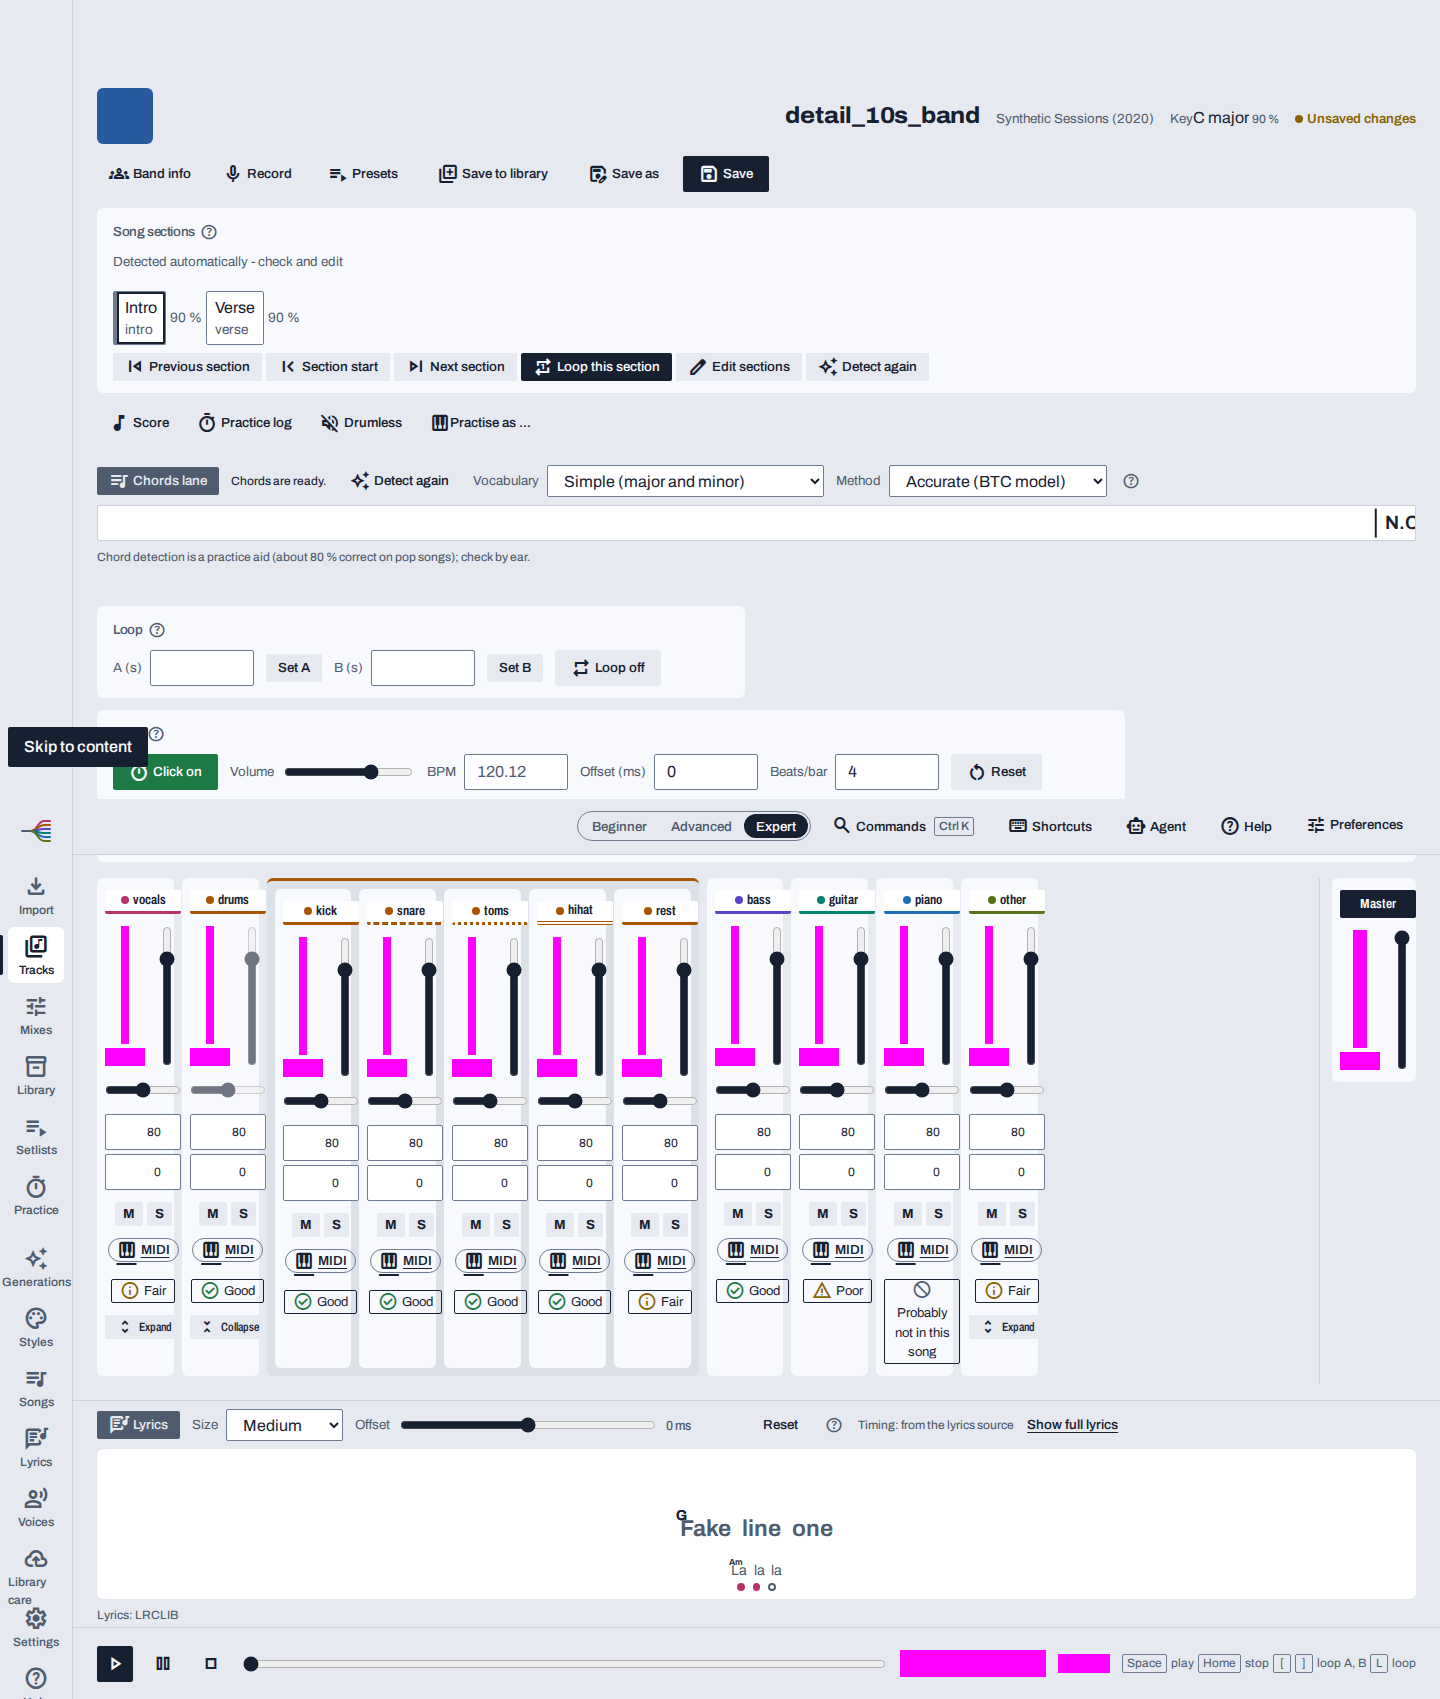 detail_10s_band Synthetic Sessions (2020) Key C major 90 % Unsaved changes
Band info Record Presets Save to library Save as Save
Song sections
Detected automatically - check and edit
Intro intro 90 % Verse verse 90 %
Previous section Section start Next section Loop this section Edit sections Detect again
Score Practice log Drumless Practise as ...
Chords lane Chords are ready. Detect again Vocabulary Simple (major and minor) Method Accurate (BTC model)
N.C
Chord detection is a practice aid (about 80 % correct on pop songs); check by ear.
Loop
A (s) Set A B (s) Set B Loop off
Skip to content
Click on Volume BPM 120.12 Offset (ms) 0 Beats/bar 4 Reset
Beginner Advanced Expert Commands Ctrl K Shortcuts Agent Help Preferences
Import
Tracks
Mixes
Library
Setlists
Practice
Generations
Styles
Songs
Lyrics
Voices
Library care
Settings
vocals drums kick snare toms hihat rest bass guitar piano other Master
80 80 80 80 80 80 80 80 80 80 80
0 0 0 0 0 0 0 0 0 0 0
M S M S M S M S M S M S M S M S M S M S M S
MIDI MIDI MIDI MIDI MIDI MIDI MIDI MIDI MIDI MIDI MIDI
Fair Good Good Good Good Good Fair Good Poor Probably not in this song Fair
Expand Collapse Expand
Lyrics Size Medium Offset 0 ms Reset Timing: from the lyrics source Show full lyrics
G
Fake line one
Am
La la la
Lyrics: LRCLIB
Space play Home stop [ ] loop A, B L loop